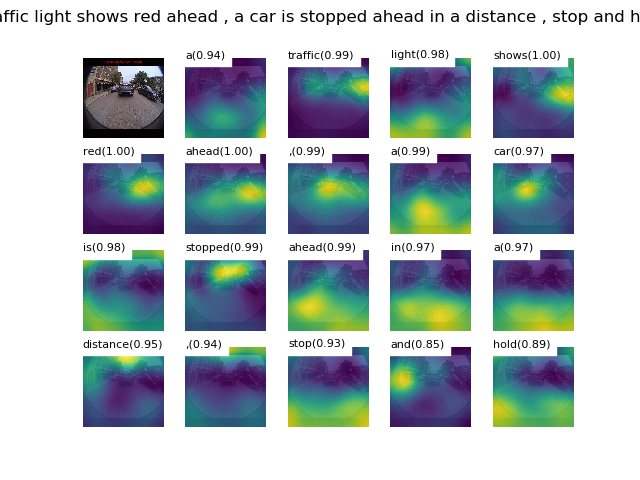 affic light shows red ahead , a car is stopped ahead in a distance , stop and h
a(0.94)
traffic(0.99)
light(0.98)
shows(1.00)
red(1.00)
ahead(1.00)
,(0.99)
a(0.99)
car(0.97)
is(0.98)
stopped(0.99)
ahead(0.99)
in(0.97)
a(0.97)
distance(0.95)
,(0.94)
stop(0.93)
and(0.85)
hold(0.89)